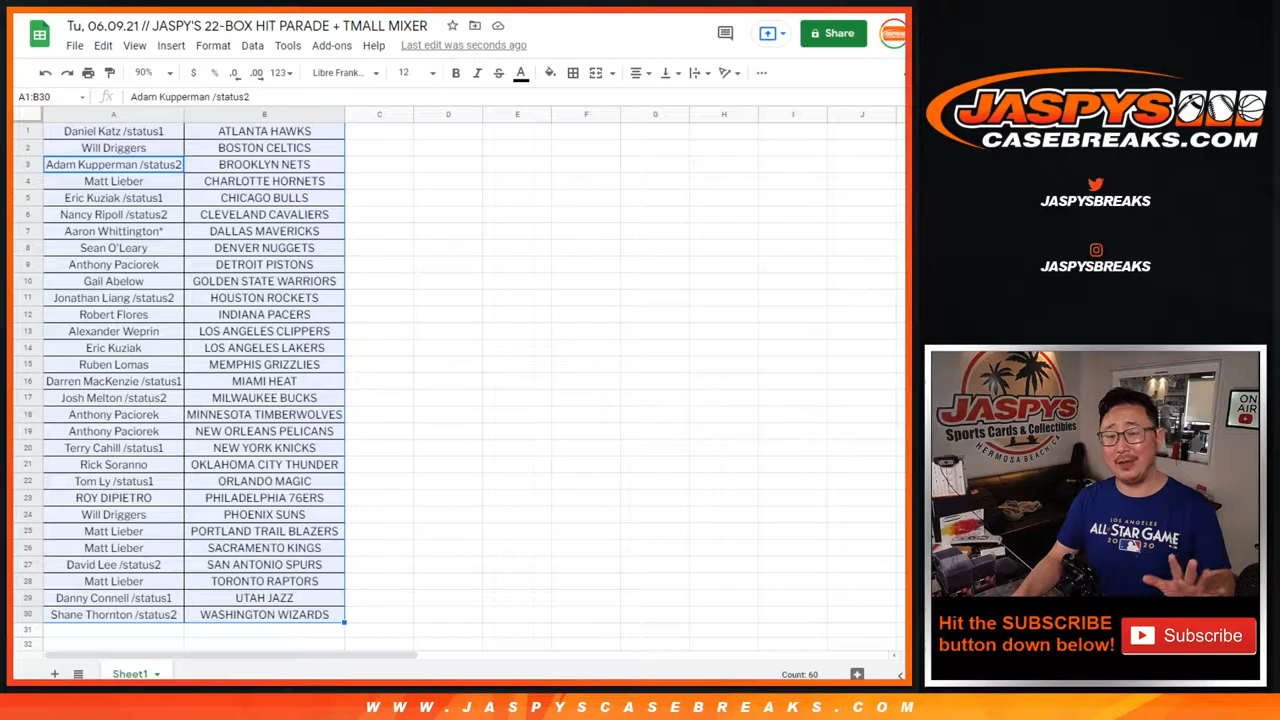 Tu, 06.09.21 // JASPY'S 22-BOX HIT PARADE + TMALL MIXER
Share
File Edit View Insert Format Data Tools Add-ons Help Last edit was seconds ago
90% $ % .0 .00 123 Libre Frank... 12 B I S A
A1:B30 fx Adam Kupperman /status2
A B C D E F G H I J
1 Daniel Katz /status1 ATLANTA HAWKS
2 Will Driggers BOSTON CELTICS
3 Adam Kupperman /status2 BROOKLYN NETS
4 Matt Lieber CHARLOTTE HORNETS
5 Eric Kuziak /status1 CHICAGO BULLS
6 Nancy Ripoll /status2 CLEVELAND CAVALIERS
7 Aaron Whittington* DALLAS MAVERICKS
8 Sean O'Leary DENVER NUGGETS
9 Anthony Paciorek DETROIT PISTONS
10 Gail Abelow GOLDEN STATE WARRIORS
11 Jonathan Liang /status2 HOUSTON ROCKETS
12 Robert Flores INDIANA PACERS
13 Alexander Weprin LOS ANGELES CLIPPERS
14 Eric Kuziak LOS ANGELES LAKERS
15 Ruben Lomas MEMPHIS GRIZZLIES
16 Darren MacKenzie /status1 MIAMI HEAT
17 Josh Melton /status2 MILWAUKEE BUCKS
18 Anthony Paciorek MINNESOTA TIMBERWOLVES
19 Anthony Paciorek NEW ORLEANS PELICANS
20 Terry Cahill /status1 NEW YORK KNICKS
21 Rick Soranno OKLAHOMA CITY THUNDER
22 Tom Ly /status1 ORLANDO MAGIC
23 ROY DIPIETRO PHILADELPHIA 76ERS
24 Will Driggers PHOENIX SUNS
25 Matt Lieber PORTLAND TRAIL BLAZERS
26 Matt Lieber SACRAMENTO KINGS
27 David Lee /status2 SAN ANTONIO SPURS
28 Matt Lieber TORONTO RAPTORS
29 Danny Connell /status1 UTAH JAZZ
30 Shane Thornton /status2 WASHINGTON WIZARDS
31
32
Sheet1 Count: 60
JASPYS
CASEBREAKS.COM
JASPYSBREAKS
JASPYSBREAKS
JASPYS
Sports Cards & Collectibles
HERMOSA BEACH, CA
ON
AIR
LOS ANGELES
ALL STAR GAME
2020
Hit the SUBSCRIBE
button down below!
Subscribe
WWW.JASPYSCASEBREAKS.COM